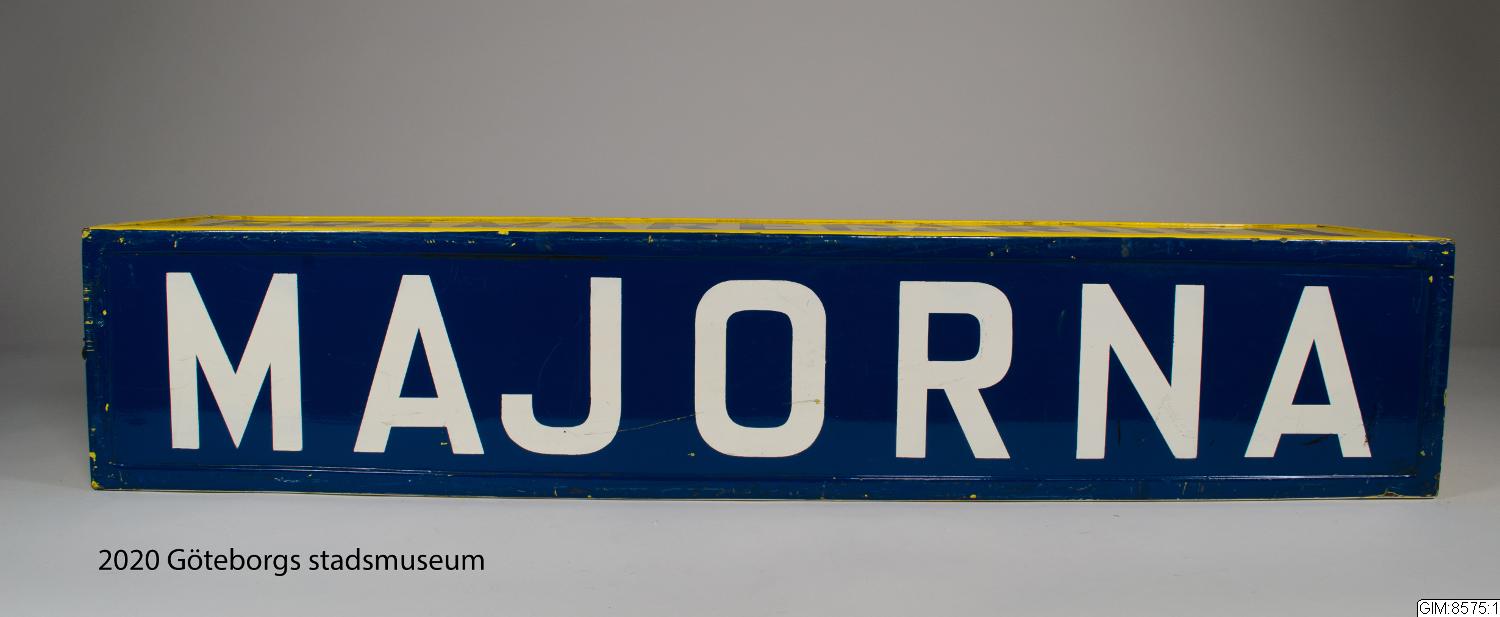 MAJORNA
2020 Göteborgs stadsmuseum
GIM:8575:1